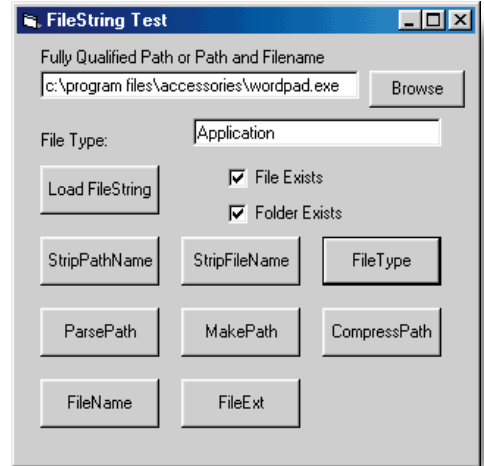 FileString Test
Fully Qualified Path or Path and Filename
c:\program files\accessories\wordpad.exe Browse
File Type: Application
Load FileString File Exists
Folder Exists
StripPathName StripFileName FileType
ParsePath MakePath CompressPath
FileName FileExt